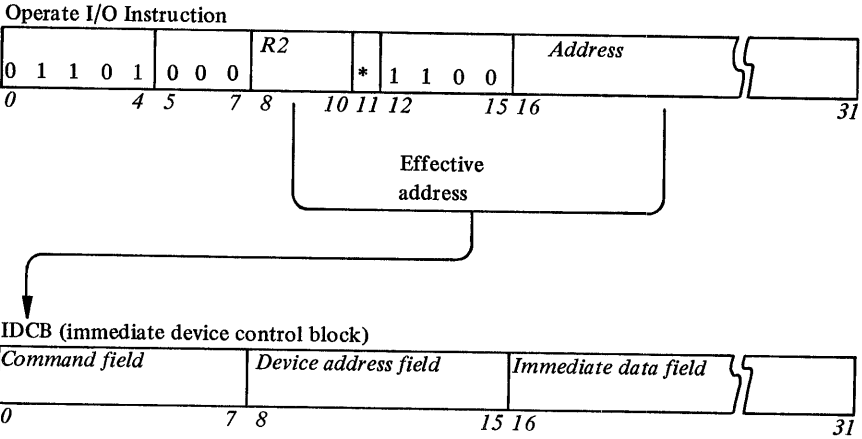 Operate I/O Instruction
R2 Address
0 1 1 0 1 0 0 0 * 1 1 0 0
0 4 5 7 8 10 11 12 15 16 31
Effective
address
IDCB (immediate device control block)
Command field Device address field Immediate data field
0 7 8 15 16 31